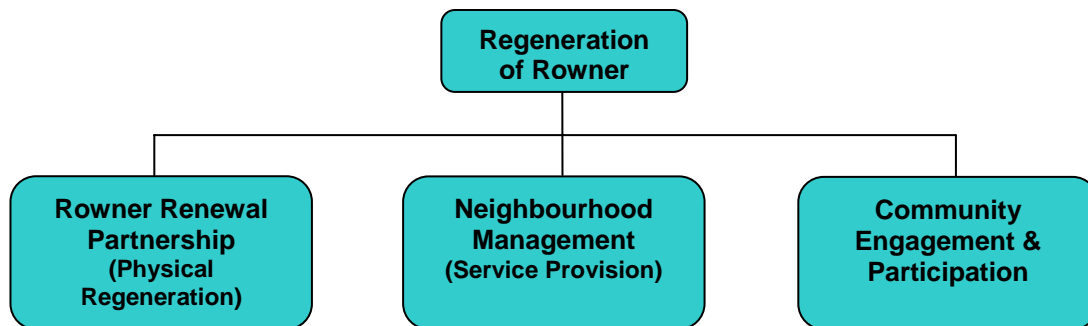 Regeneration
of Rowner
Rowner Renewal
Partnership
(Physical
Regeneration)
Neighbourhood
Management
(Service Provision)
Community
Engagement &
Participation